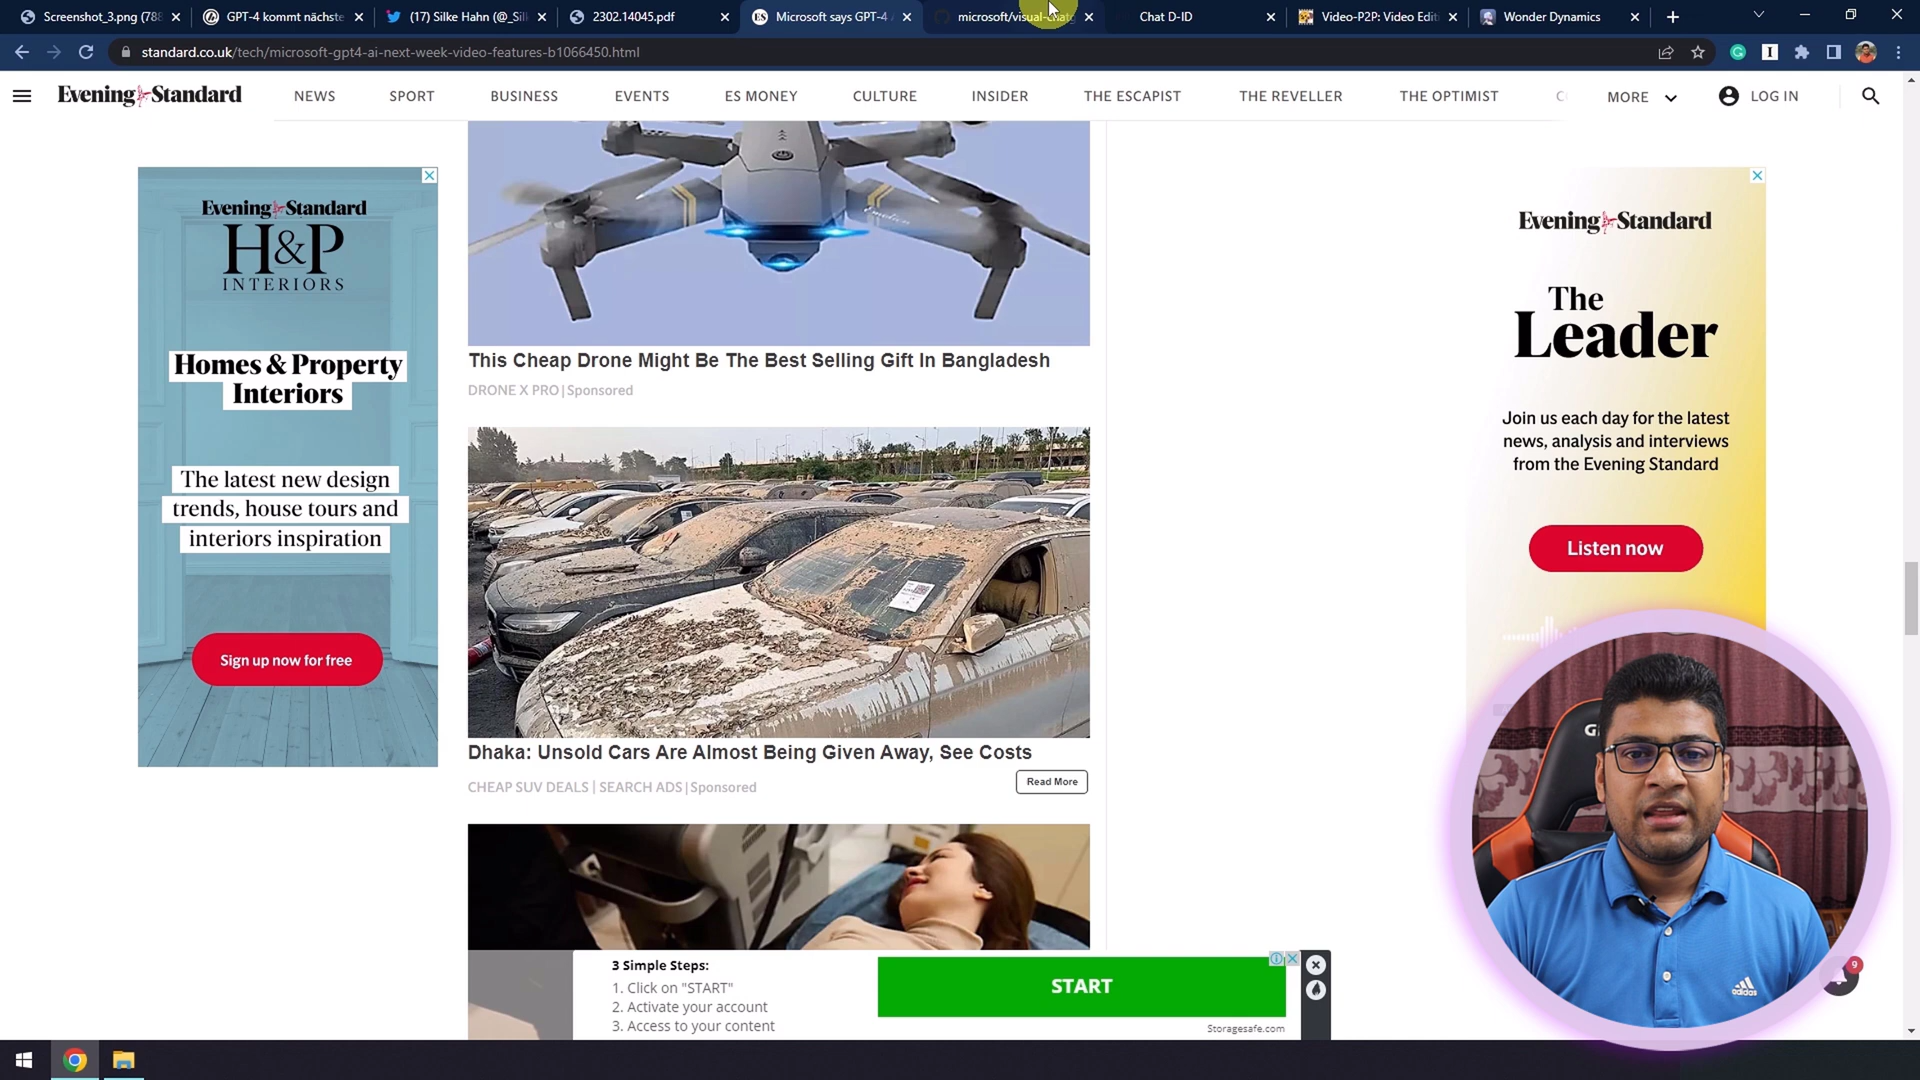 Screenshot_3.png (788
GPT-4 kommt nächste
(17) Silke Hahn (@_Sil
2302.14045.pdf
Microsoft says GPT-4
microsoft/visual-chatg
Chat D-ID
Video-P2P: Video Edit
Wonder Dynamics
standard.co.uk/tech/microsoft-gpt4-ai-next-week-video-features-b1066450.html
Evening Standard
NEWS
SPORT
BUSINESS
EVENTS
ES MONEY
CULTURE
INSIDER
THE ESCAPIST
THE REVELLER
THE OPTIMIST
MORE
LOG IN
Evening Standard
H&P
INTERIORS
Homes & Property
Interiors
The latest new design
trends, house tours and
interiors inspiration
Sign up now for free
This Cheap Drone Might Be The Best Selling Gift In Bangladesh
DRONE X PRO | Sponsored
Dhaka: Unsold Cars Are Almost Being Given Away, See Costs
CHEAP SUV DEALS | SEARCH ADS | Sponsored
Read More
Evening Standard
The
Leader
Join us each day for the latest
news, analysis and interviews
from the Evening Standard
Listen now
3 Simple Steps:
1. Click on "START"
2. Activate your account
3. Access to your content
START
Storagesafe.com
adidas
9